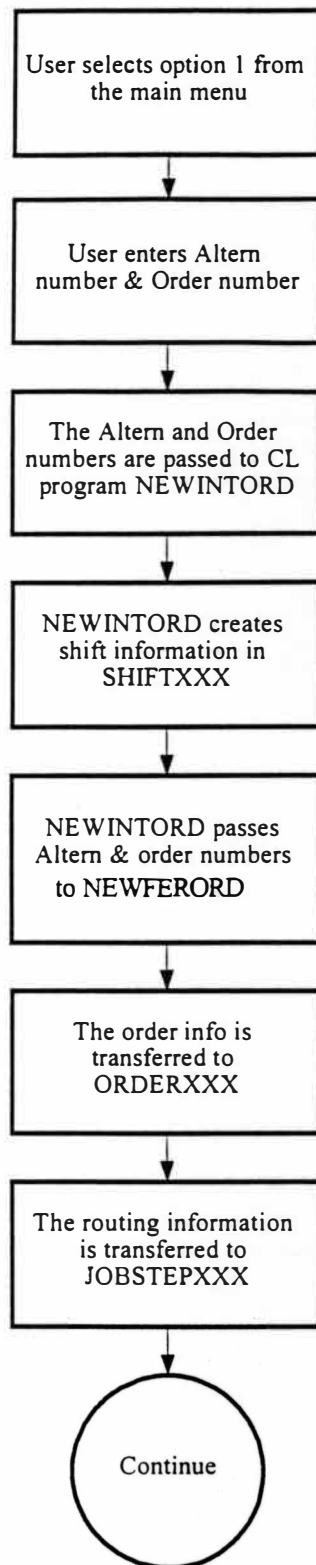 User selects option 1 from
the main menu
User enters Altern
number & Order number
The Altern and Order
numbers are passed to CL
program NEWINTORD
NEWINTORD creates
shift information in
SHIFTXXX
NEWINTORD passes
Altern & order numbers
to NEWFERORD
The order info is
transferred to
ORDERXXX
The routing information
is transferred to
JOBSTEPXXX
Continue